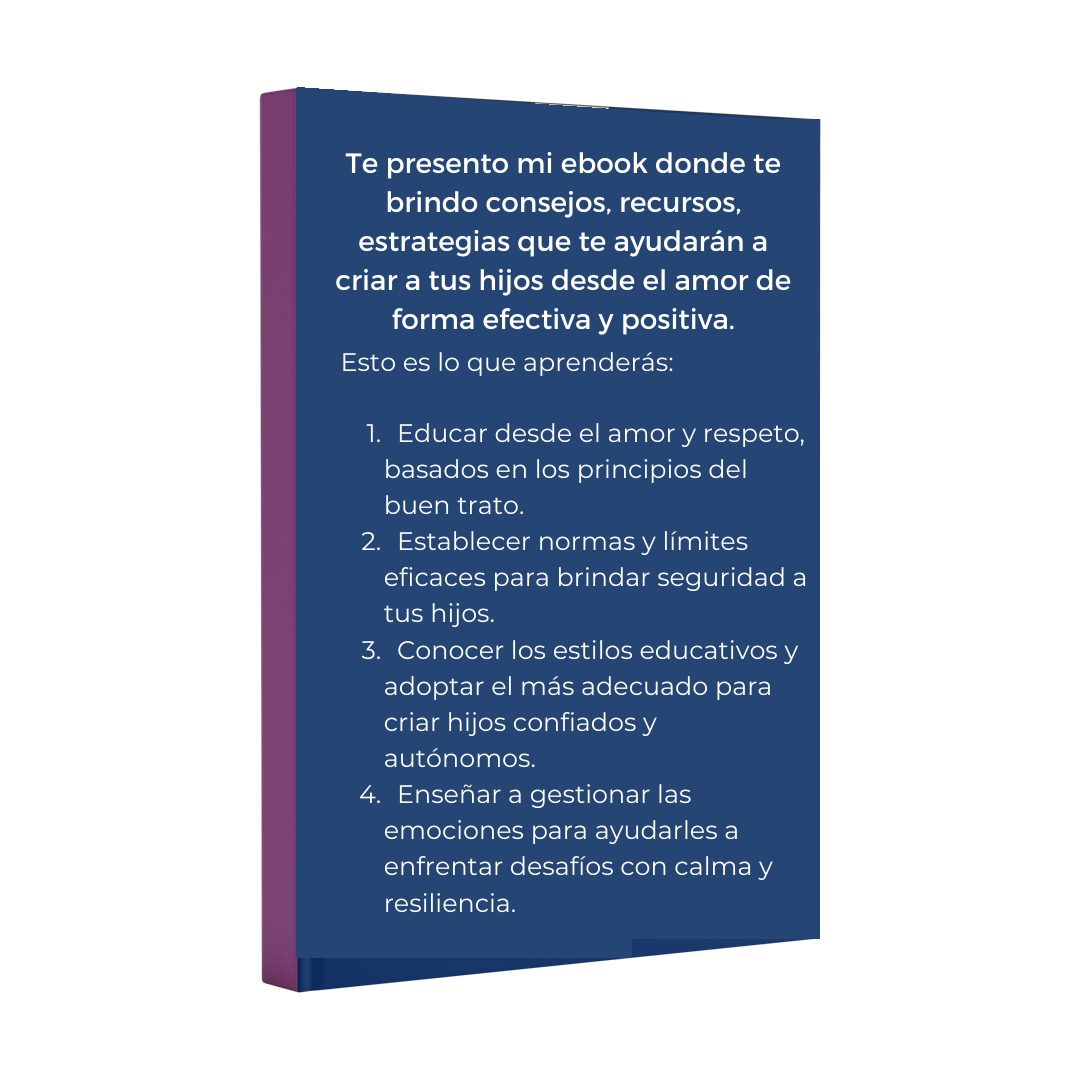 Te presento mi ebook donde te
brindo consejos, recursos,
estrategias que te ayudarán a
criar a tus hijos desde el amor de
forma efectiva y positiva.
Esto es lo que aprenderás:
1. Educar desde el amor y respeto,
basados en los principios del
buen trato.
2. Establecer normas y límites
eficaces para brindar seguridad a
tus hijos.
3. Conocer los estilos educativos y
adoptar el más adecuado para
criar hijos confiados y
autónomos.
4. Enseñar a gestionar las
emociones para ayudarles a
enfrentar desafíos con calma y
resiliencia.